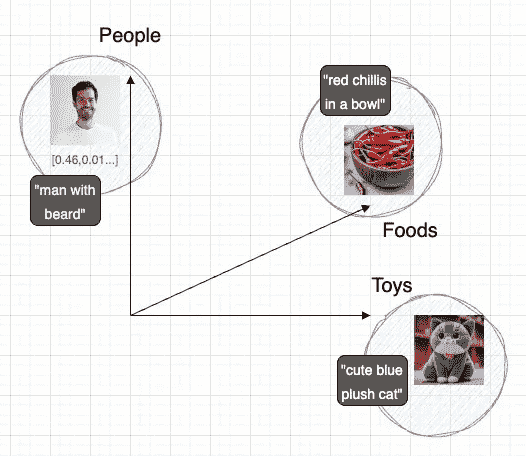 People
[0.46,0.01...]
"man with
beard"
"red chillis
in a bowl"
Foods
Toys
"cute blue
plush cat"